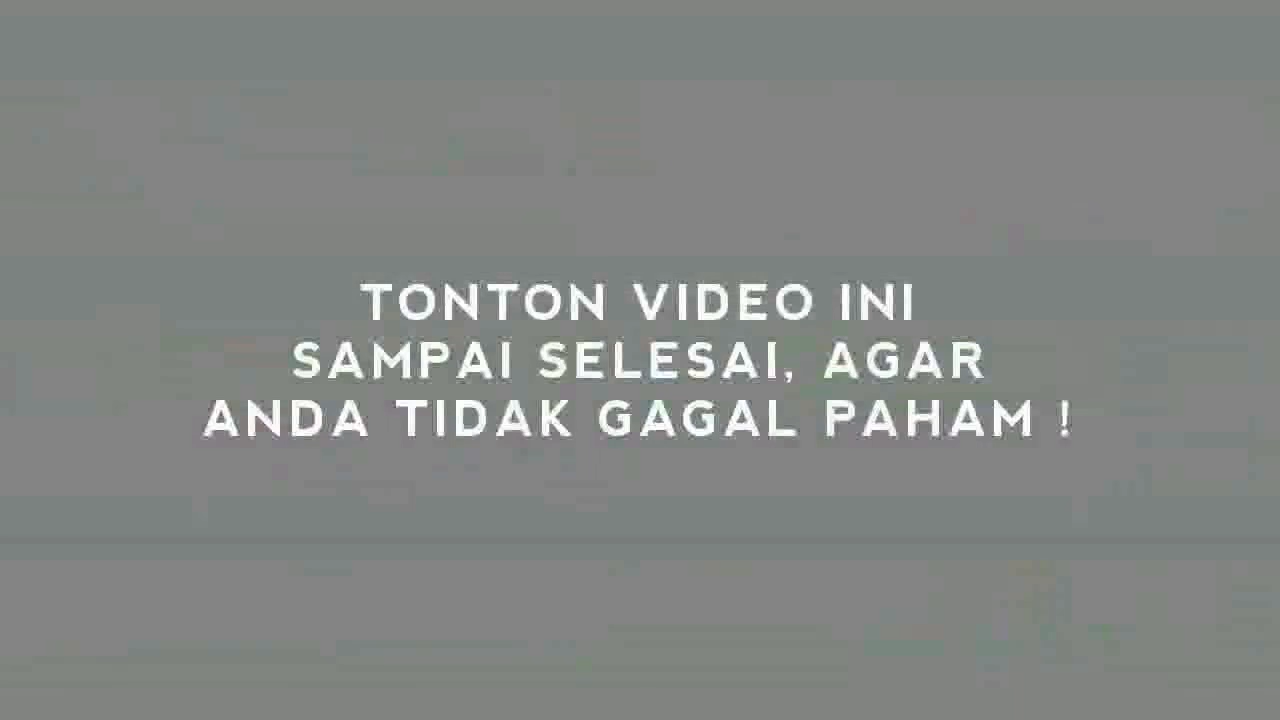 TONTON VIDEO INI
SAMPAI SELESAI, AGAR
ANDA TIDAK GAGAL PAHAM !